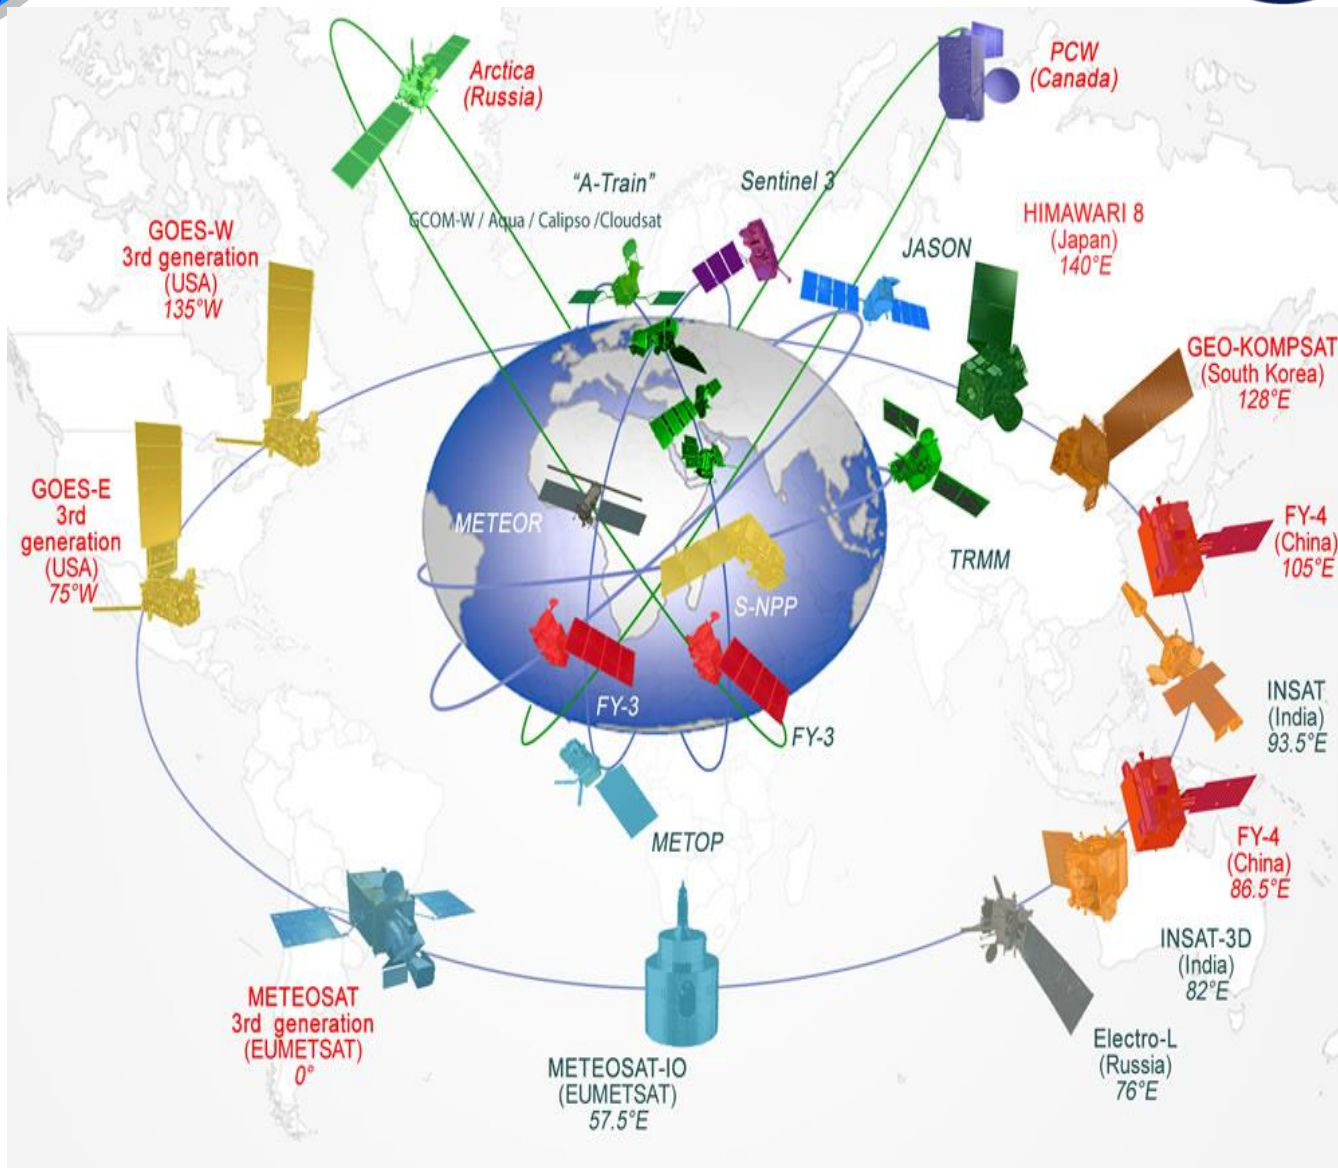 Arctica
(Russia)
PCW
(Canada)
"A-Train"
GCOM-W / Aqua / Calipso /Cloudsat
Sentinel 3
JASON
HIMAWARI 8
(Japan)
140°E
GOES-W
3rd generation
(USA)
135°W
GEO-KOMPSAT
(South Korea)
128°E
GOES-E
3rd
generation
(USA)
75°W
METEOR
TRMM
FY-4
(China)
105°E
S-NPP
FY-3
FY-3
INSAT
(India)
93.5°E
METOP
FY-4
(China)
86.5°E
INSAT-3D
(India)
82°E
METEOSAT
3rd generation
(EUMETSAT)
0°
METEOSAT-IO
(EUMETSAT)
57.5°E
Electro-L
(Russia)
76°E